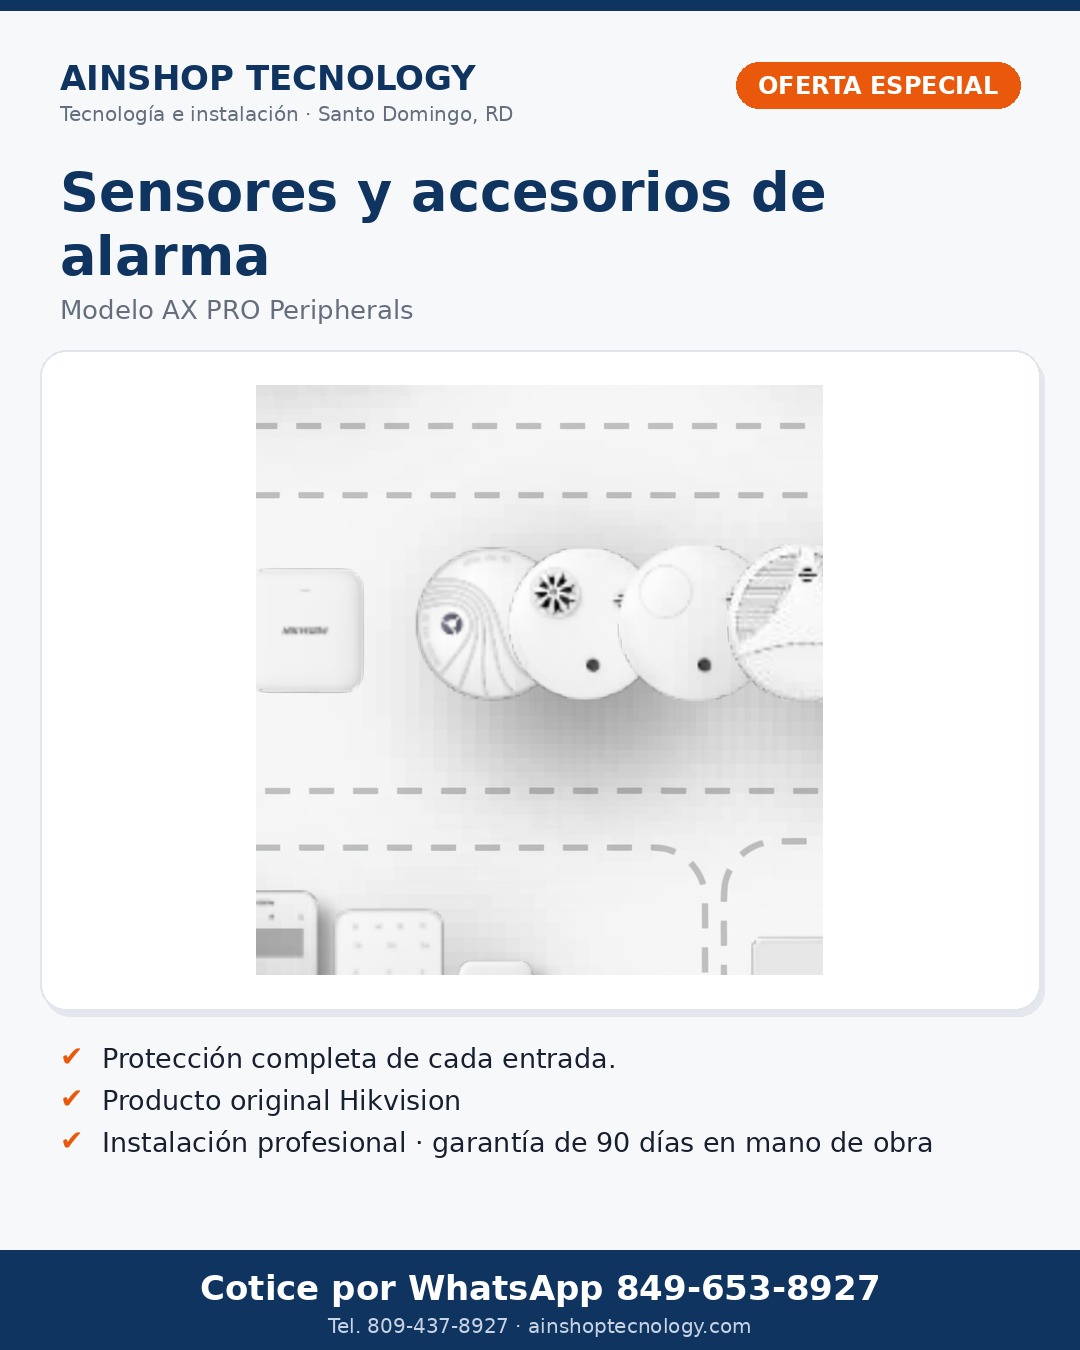 AINSHOP TECNOLOGY
OFERTA ESPECIAL
Tecnología e instalación · Santo Domingo, RD
Sensores y accesorios de
alarma
Modelo AX PRO Peripherals
HIKVISION
✔ Protección completa de cada entrada.
✔ Producto original Hikvision
✔ Instalación profesional · garantía de 90 días en mano de obra
Cotice por WhatsApp 849-653-8927
Tel. 809-437-8927 · ainshoptecnology.com